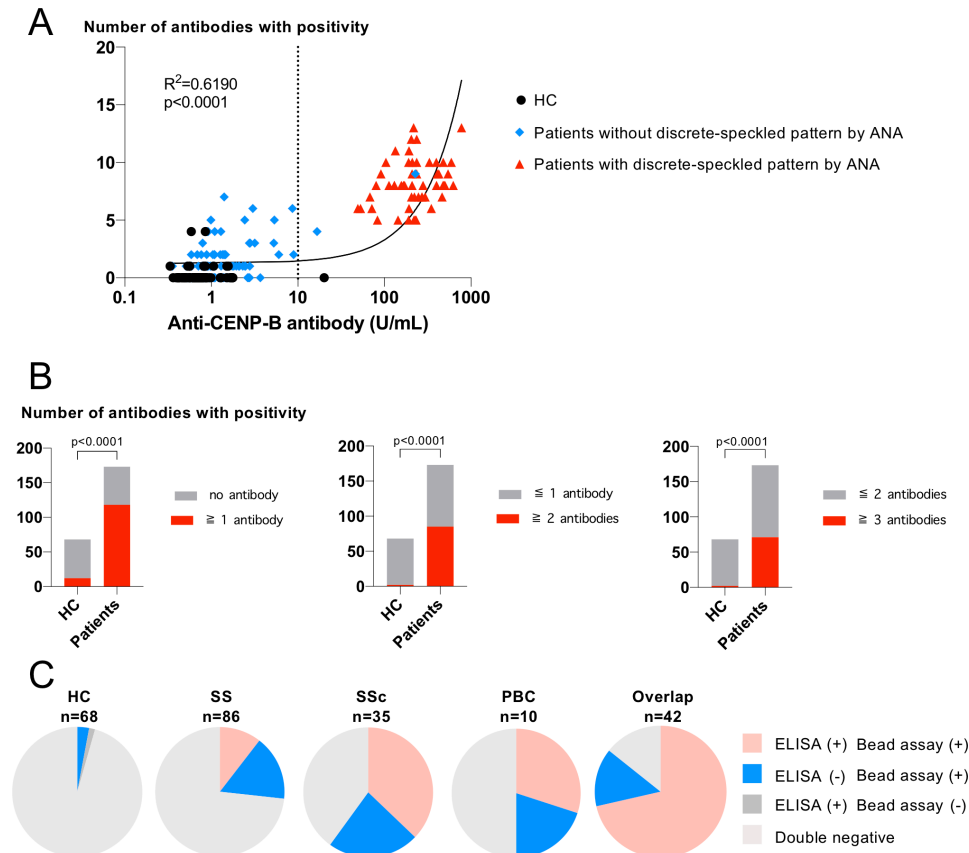 A
Number of antibodies with positivity
20
15
10
5
0
R2=0.6190
p<0.0001
0.1
1
10
100
1000
Anti-CENP-B antibody (U/mL)
HC
Patients without discrete-speckled pattern by ANA
Patients with discrete-speckled pattern by ANA
B
Number of antibodies with positivity
200
150
100
50
0
p<0.0001
HC
Patients
no antibody
≧ 1 antibody
200
150
100
50
0
p<0.0001
HC
Patients
≦ 1 antibody
≧ 2 antibodies
200
150
100
50
0
p<0.0001
HC
Patients
≦ 2 antibodies
≧ 3 antibodies
C
HC
n=68
SS
n=86
SSc
n=35
PBC
n=10
Overlap
n=42
ELISA (+) Bead assay (+)
ELISA (-) Bead assay (+)
ELISA (+) Bead assay (-)
Double negative